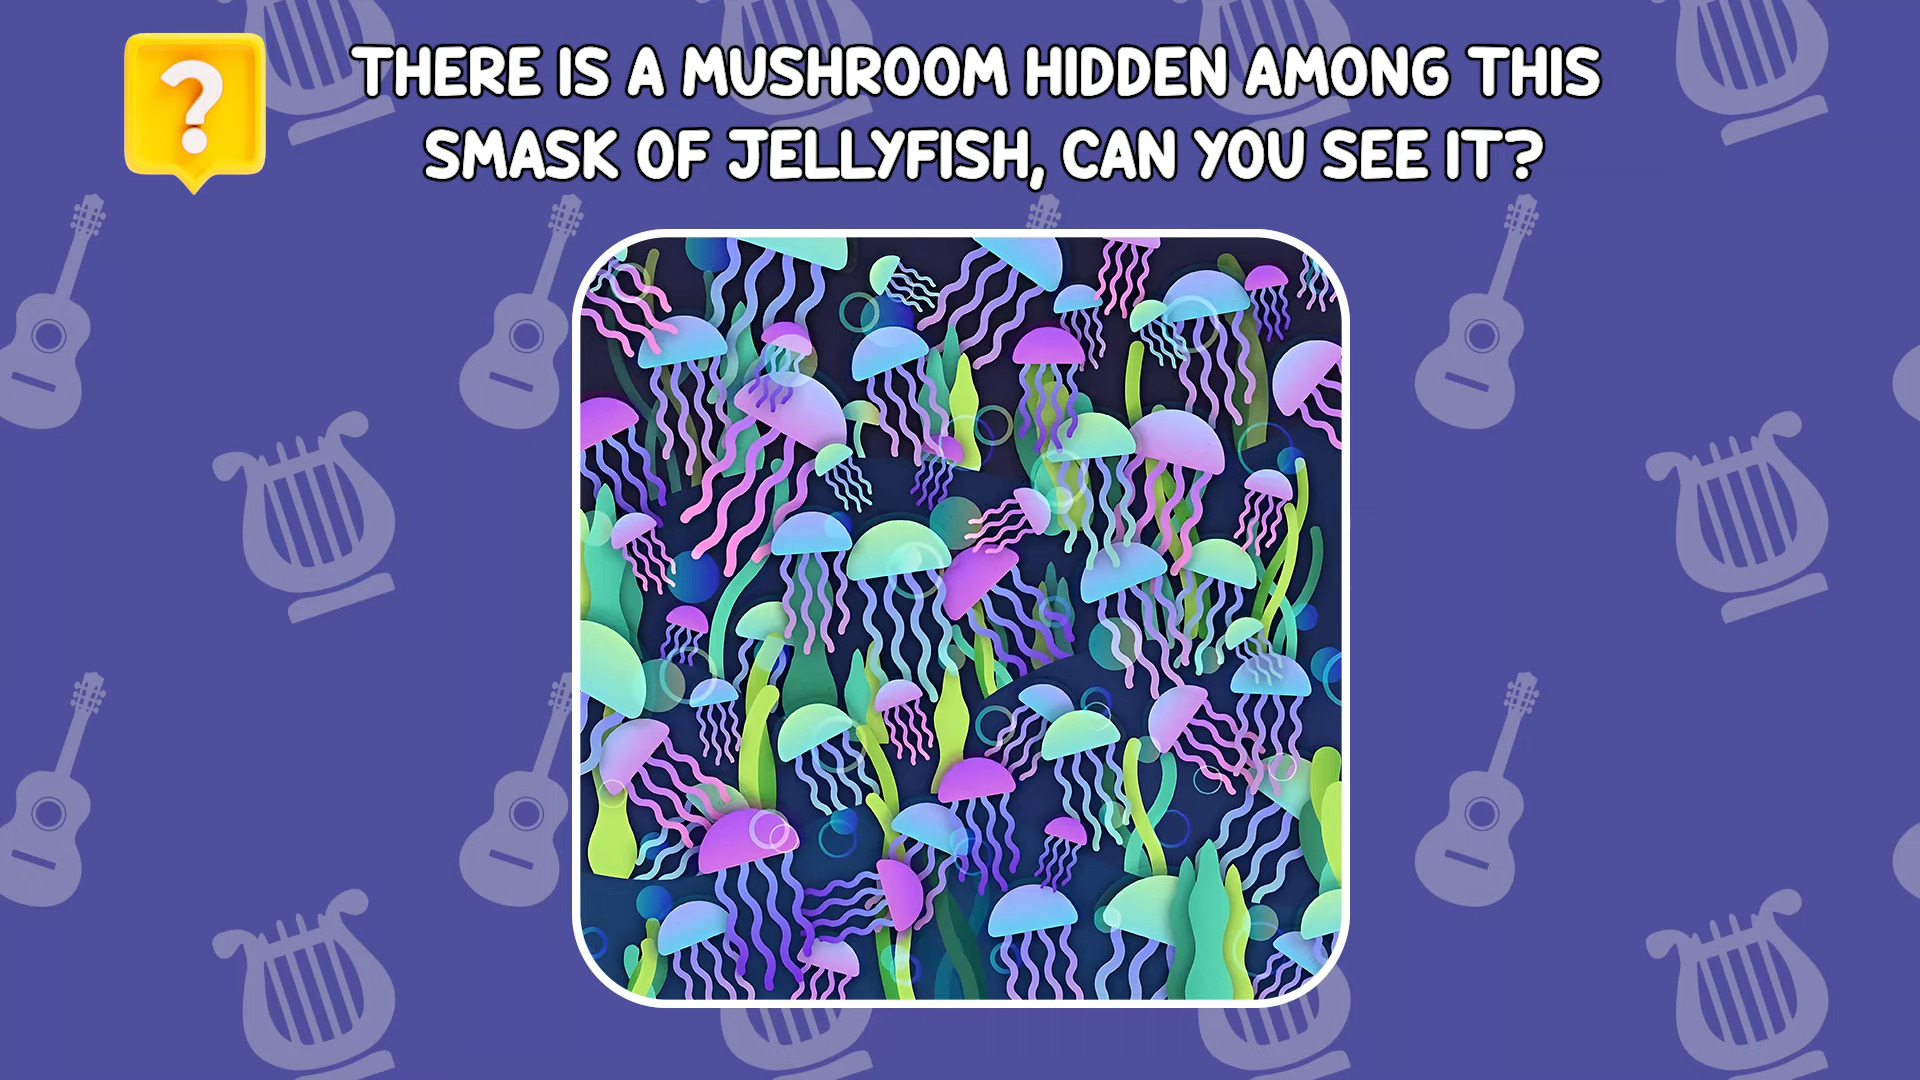 THERE IS A MUSHROOM HIDDEN AMONG THIS
SMASK OF JELLYFISH, CAN YOU SEE IT?